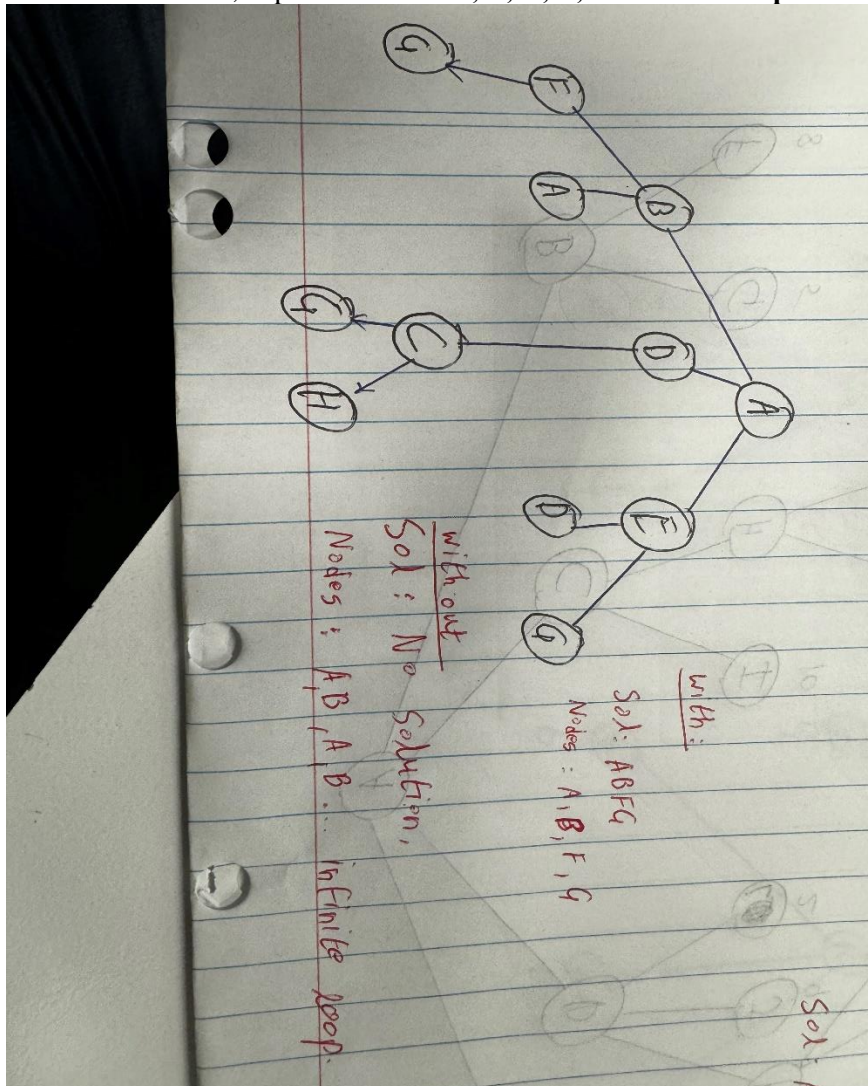 Sol:
A
B D E
with:
Sol: ABFG
F A D G
Nodes : A, B, F, G
C
without
G
Sol : No Solution,
G H
Nodes : A, B, A, B... infinite loop.